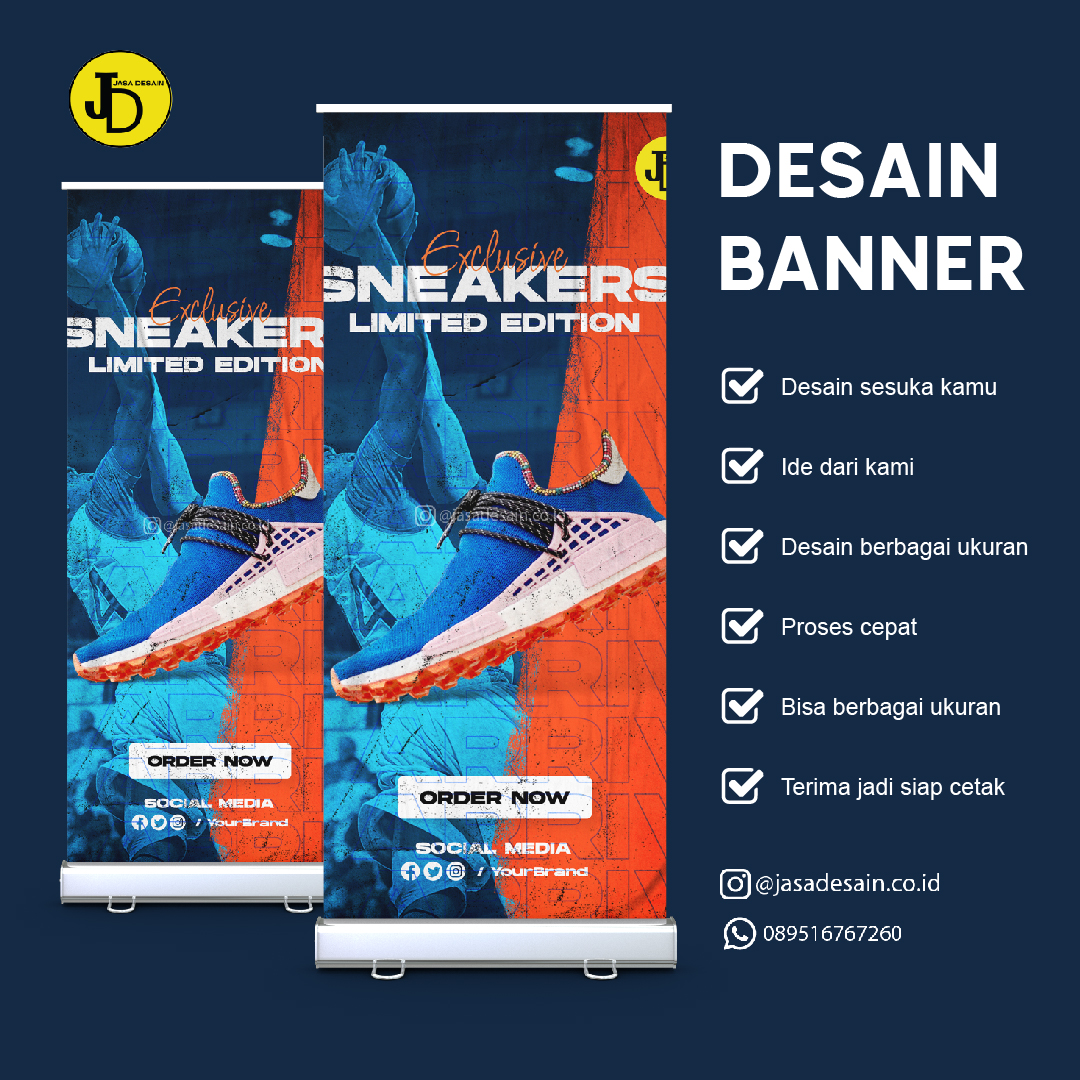 JASA DESAIN
JD
Exclusive
SNEAKER
LIMITED EDITION
@jasadesain.co.id
ORDER NOW
SOCIAL MEDIA
/ YourBrand
Exclusive
SNEAKERS
LIMITED EDITION
@jasadesain.co.id
ORDER NOW
SOCIAL MEDIA
/ YourBrand
DESAIN
BANNER
Desain sesuka kamu
Ide dari kami
Desain berbagai ukuran
Proses cepat
Bisa berbagai ukuran
Terima jadi siap cetak
@jasadesain.co.id
089516767260